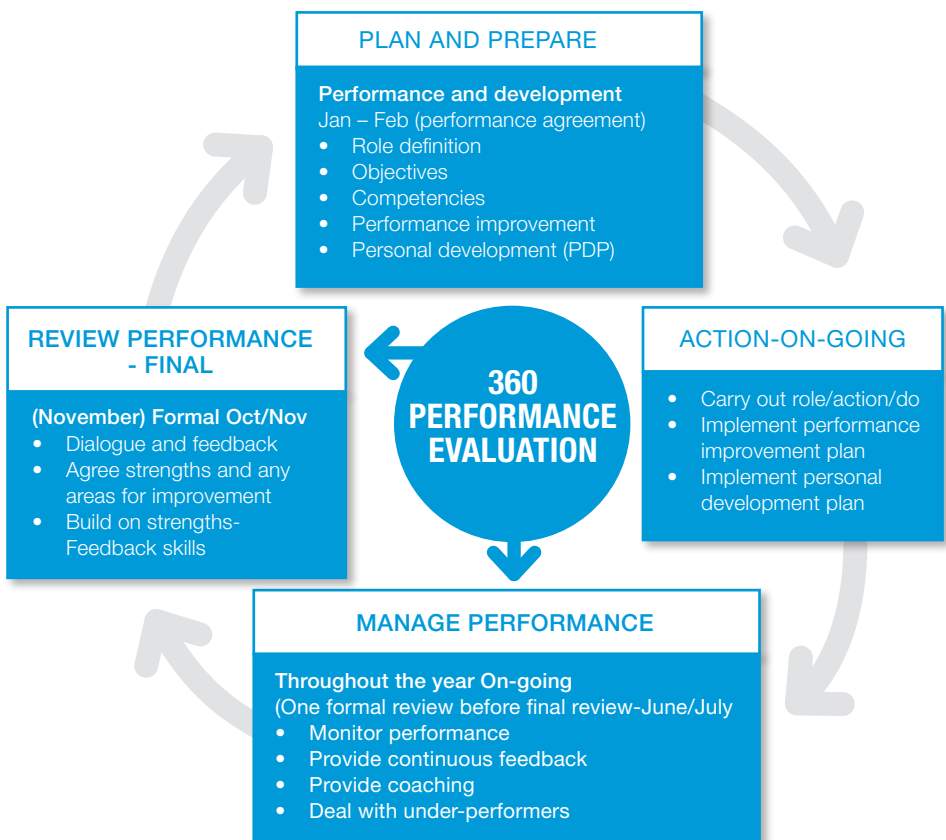 PLAN AND PREPARE
Performance and development
Jan – Feb (performance agreement)
• Role definition
• Objectives
• Competencies
• Performance improvement
• Personal development (PDP)
REVIEW PERFORMANCE
- FINAL
(November) Formal Oct/Nov
• Dialogue and feedback
• Agree strengths and any
areas for improvement
• Build on strengths-
Feedback skills
360
PERFORMANCE
EVALUATION
ACTION-ON-GOING
• Carry out role/action/do
• Implement performance
improvement plan
• Implement personal
development plan
MANAGE PERFORMANCE
Throughout the year On-going
(One formal review before final review-June/July
• Monitor performance
• Provide continuous feedback
• Provide coaching
• Deal with under-performers